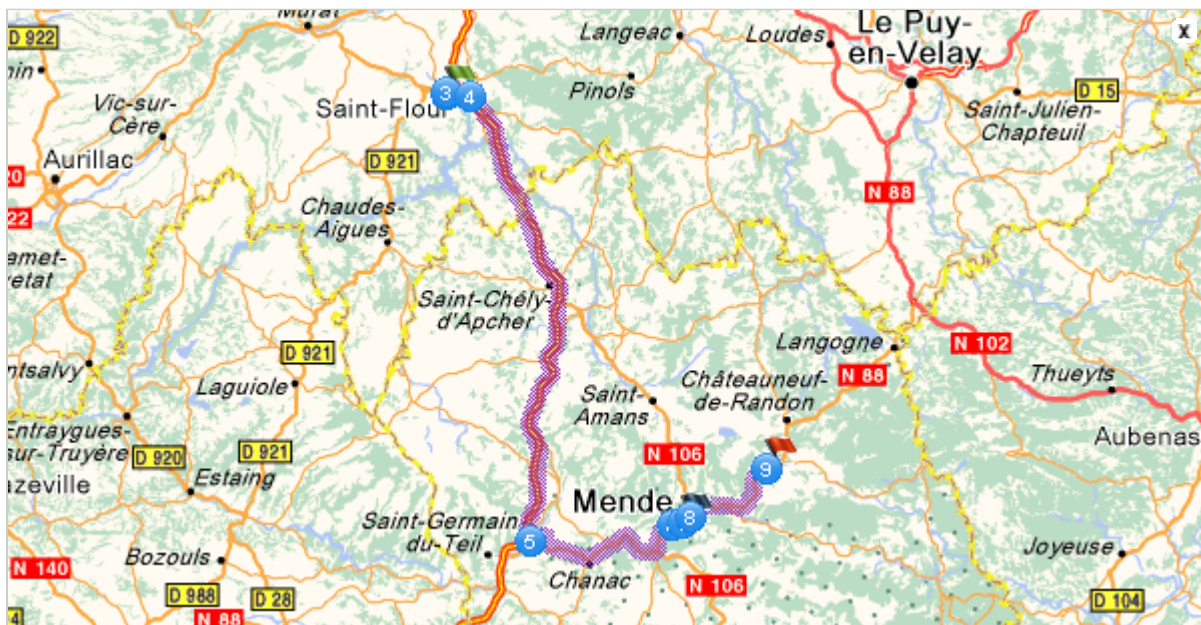 Murat
Langeac
Loudes
Le Puy-
en-Velay
x
D 922
Vic-sur-
Cère
3
4
Saint-Flour
Pinols
D 15
Saint-Julien-
Chapteuil
Aurillac
D 921
N 88
Chaudes-
Aigues
Saint-Chély-
d'Apcher
D 921
Langogne
N 102
N 88
Thueyts
Laguiole
Châteauneuf-
de-Randon
Saint-
Amans
Entraygues-
sur-Truyère
D 920
D 921
Estaing
N 106
9
Aubenas
Mende
8
Saint-Germain
du-Teil
5
Bozouls
Chanac
Joyeuse
N 140
D 988
D 28
N 88
N 106
D 104